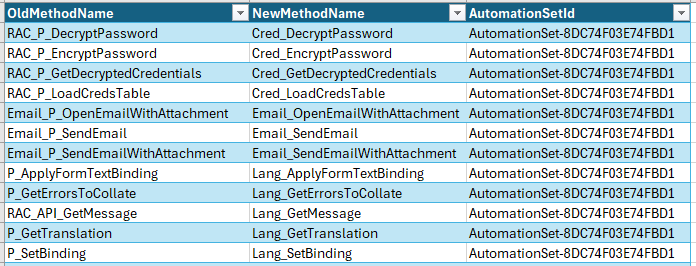 OldMethodName NewMethodName AutomationSetId
RAC_P_DecryptPassword Cred_DecryptPassword AutomationSet-8DC74F03E74FBD1
RAC_P_EncryptPassword Cred_EncryptPassword AutomationSet-8DC74F03E74FBD1
RAC_P_GetDecryptedCredentials Cred_GetDecryptedCredentials AutomationSet-8DC74F03E74FBD1
RAC_P_LoadCredsTable Cred_LoadCredsTable AutomationSet-8DC74F03E74FBD1
Email_P_OpenEmailWithAttachment Email_OpenEmailWithAttachment AutomationSet-8DC74F03E74FBD1
Email_P_SendEmail Email_SendEmail AutomationSet-8DC74F03E74FBD1
Email_P_SendEmailWithAttachment Email_SendEmailWithAttachment AutomationSet-8DC74F03E74FBD1
P_ApplyFormTextBinding Lang_ApplyFormTextBinding AutomationSet-8DC74F03E74FBD1
P_GetErrorsToCollate Lang_GetErrorsToCollate AutomationSet-8DC74F03E74FBD1
RAC_API_GetMessage Lang_GetMessage AutomationSet-8DC74F03E74FBD1
P_GetTranslation Lang_GetTranslation AutomationSet-8DC74F03E74FBD1
P_SetBinding Lang_SetBinding AutomationSet-8DC74F03E74FBD1